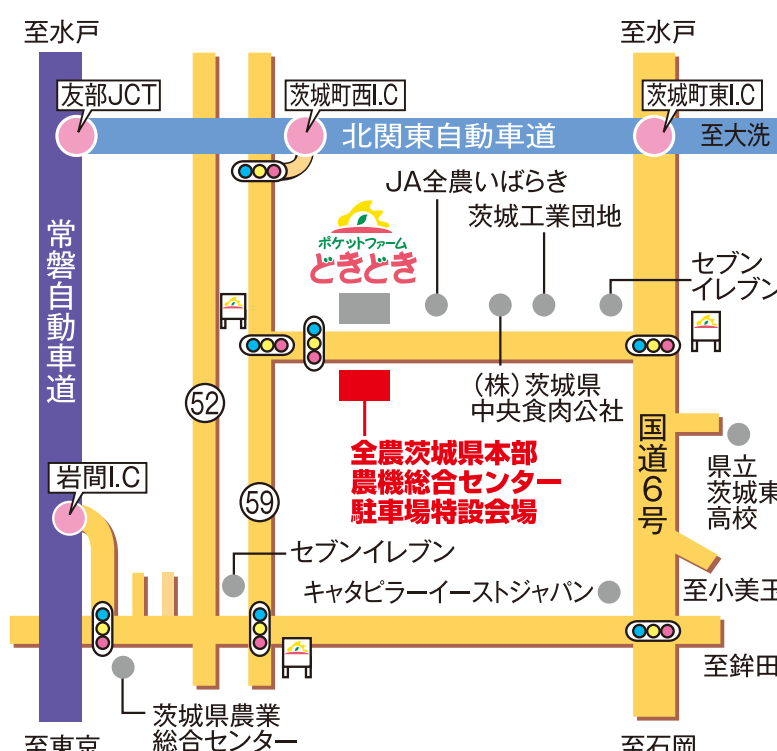 至水戸
至水戸
友部JCT
茨城町西I.C
茨城町東I.C
北関東自動車道
至大洗
JA全農いばらき
茨城工業団地
ポケットファーム
どきどき
セブン
イレブン
常磐自動車道
52
(株)茨城県
中央食肉公社
全農茨城県本部
農機総合センター
駐車場特設会場
国道6号
県立
茨城東
高校
岩間I.C
59
セブンイレブン
キャタピラーイーストジャパン
至小美玉
至鉾田
茨城県農業
総合センター
至東京
至石岡